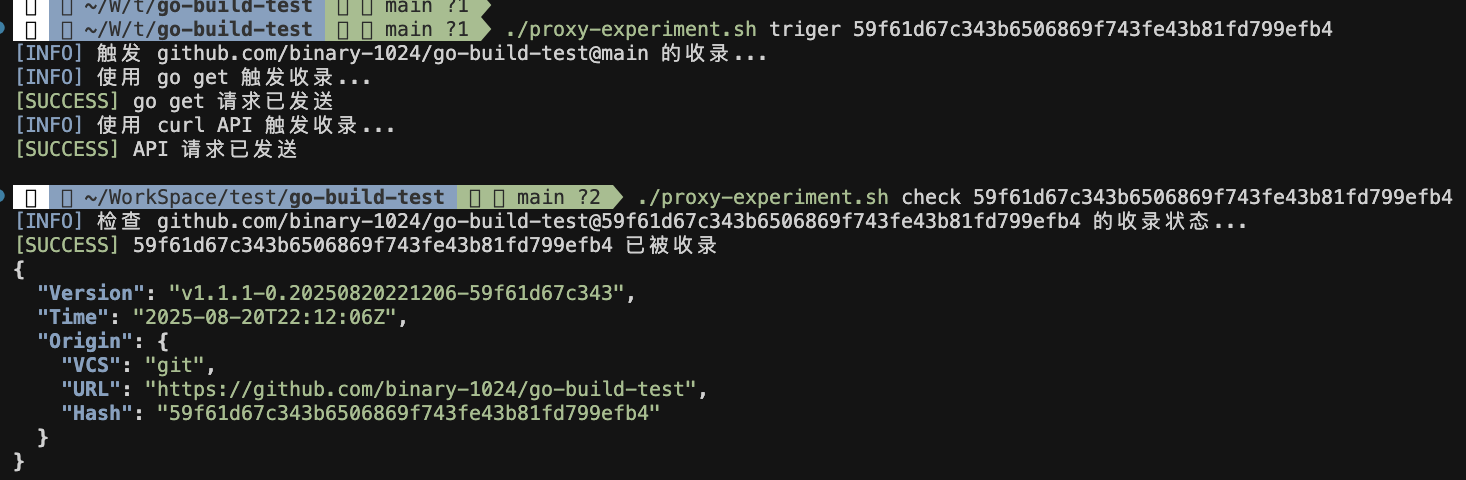 ~/W/t/go-build-test main ?1
~/W/t/go-build-test main ?1 ./proxy-experiment.sh triger 59f61d67c343b6506869f743fe43b81fd799efb4
[INFO] 触发 github.com/binary-1024/go-build-test@main 的收录...
[INFO] 使用 go get 触发收录...
[SUCCESS] go get 请求已发送
[INFO] 使用 curl API 触发收录...
[SUCCESS] API 请求已发送
~/WorkSpace/test/go-build-test main ?2 ./proxy-experiment.sh check 59f61d67c343b6506869f743fe43b81fd799efb4
[INFO] 检查 github.com/binary-1024/go-build-test@59f61d67c343b6506869f743fe43b81fd799efb4 的收录状态...
[SUCCESS] 59f61d67c343b6506869f743fe43b81fd799efb4 已被收录
{
  "Version": "v1.1.1-0.20250820221206-59f61d67c343",
  "Time": "2025-08-20T22:12:06Z",
  "Origin": {
    "VCS": "git",
    "URL": "https://github.com/binary-1024/go-build-test",
    "Hash": "59f61d67c343b6506869f743fe43b81fd799efb4"
  }
}